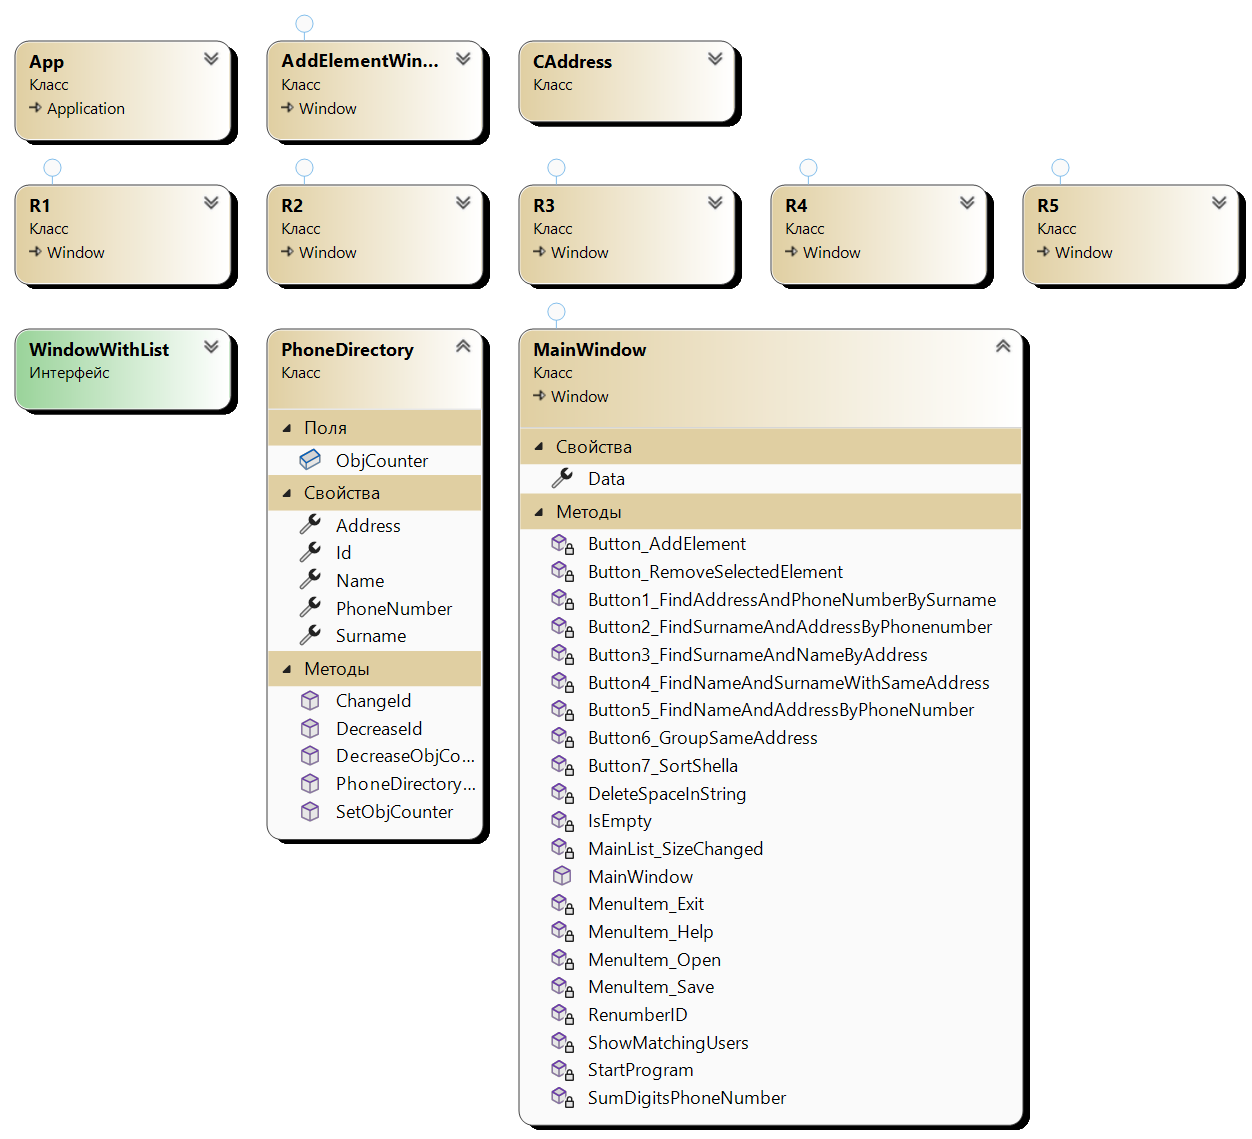 App
Класс
Application
AddElementWin...
Класс
Window
CAddress
Класс
R1
Класс
Window
R2
Класс
Window
R3
Класс
Window
R4
Класс
Window
R5
Класс
Window
WindowWithList
Интерфейс
PhoneDirectory
Класс
Поля
ObjCounter
Свойства
Address
Id
Name
PhoneNumber
Surname
Методы
ChangeId
DecreaseId
DecreaseObjCo...
PhoneDirectory...
SetObjCounter
MainWindow
Класс
Window
Свойства
Data
Методы
Button_AddElement
Button_RemoveSelectedElement
Button1_FindAddressAndPhoneNumberBySurname
Button2_FindSurnameAndAddressByPhonenumber
Button3_FindSurnameAndNameByAddress
Button4_FindNameAndSurnameWithSameAddress
Button5_FindNameAndAddressByPhoneNumber
Button6_GroupSameAddress
Button7_SortShella
DeleteSpaceInString
IsEmpty
MainList_SizeChanged
MainWindow
MenuItem_Exit
MenuItem_Help
MenuItem_Open
MenuItem_Save
RenumberID
ShowMatchingUsers
StartProgram
SumDigitsPhoneNumber